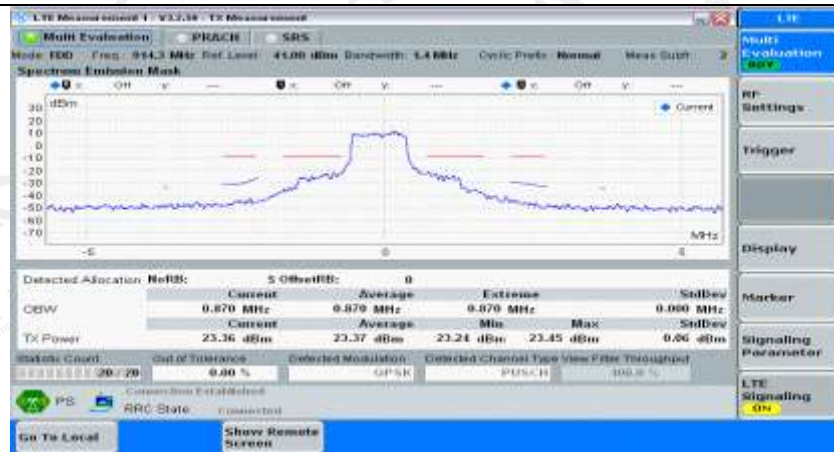 LTE Measurement 1 - V3.2.30 - TX Measurement
LTE
Multi Evaluation PRACH SRS
Multi
Evaluation
RDY
Mode: FDD Freq.: 914.3 MHz Ref. Level: 41.00 dBm Bandwidth: 1.4 MHz Cyclic Prefix: Normal Meas Subfr. 2
Spectrum Emission Mask
x: Off y: --- x: Off y: --- x: Off y: ---
dBm
Current
30
20
10
0
-10
-20
-30
-40
-50
-60
-70
MHz
-5 0 5
RF
Settings
Trigger
Display
Marker
Signaling
Parameter
LTE
Signaling
ON
Detected Allocation NoRB: 5 OffsetRB: 0
Current Average Extreme StdDev
OBW 0.870 MHz 0.870 MHz 0.870 MHz 0.000 MHz
Current Average Min Max StdDev
TX Power 23.36 dBm 23.37 dBm 23.24 dBm 23.45 dBm 0.06 dBm
Statistic Count Out of Tolerance Detected Modulation Detected Channel Type View Filter Throughput
20 / 20 0.00 % QPSK PUSCH 100.0 %
PS
Connection Established
RRC State Connected
Go To Local
Show Remote
Screen